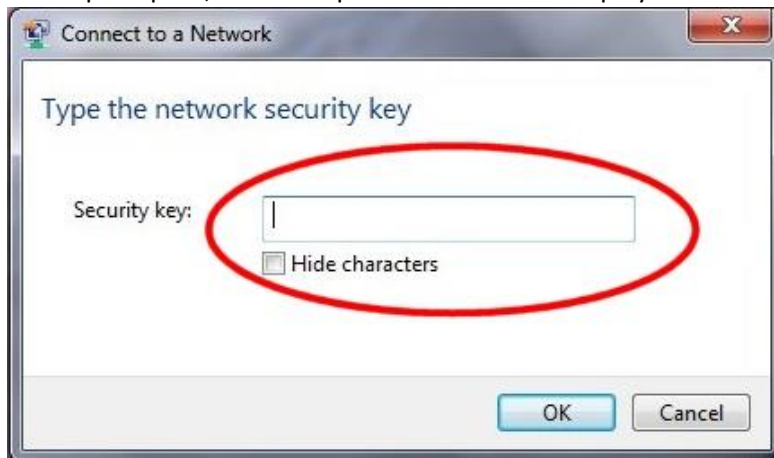 Connect to a Network
Type the network security key
Security key:
Hide characters
OK Cancel